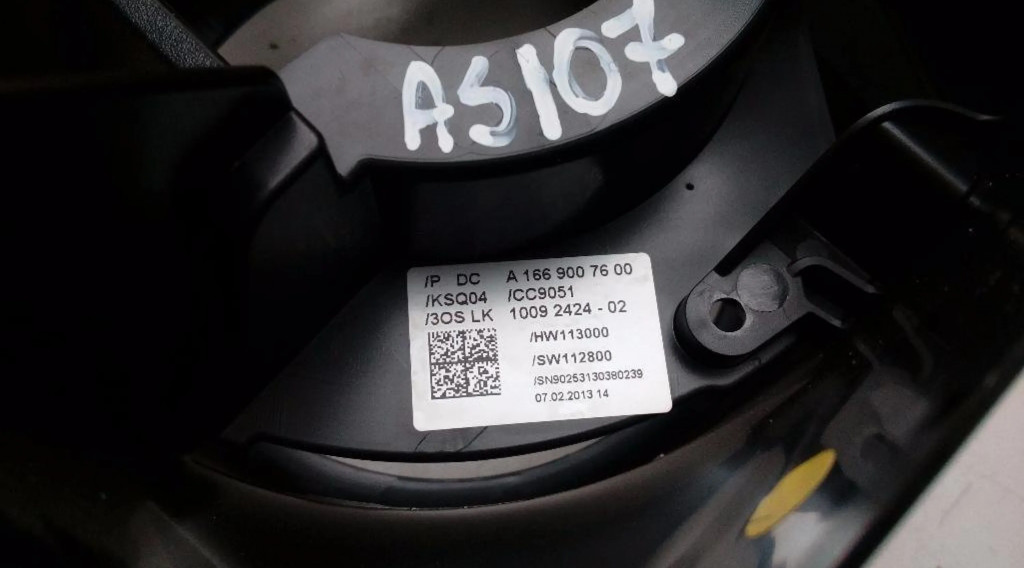 AS107
/P DC A 166 900 76 00
/KSQ04 /CC9051
/3OS LK 1009 2424 - 02
/HW113000
/SW112800
/SN90253130380239
07.02.2013 14